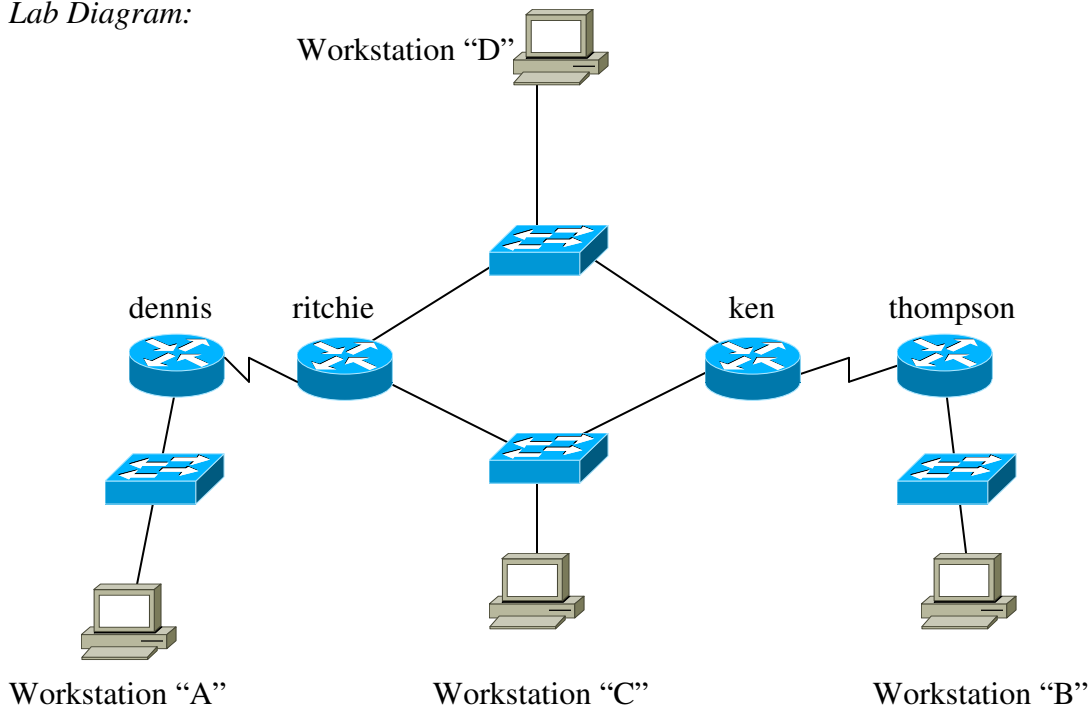 Lab Diagram:
Workstation “D”
dennis
ritchie
ken
thompson
Workstation “A”
Workstation “C”
Workstation “B”